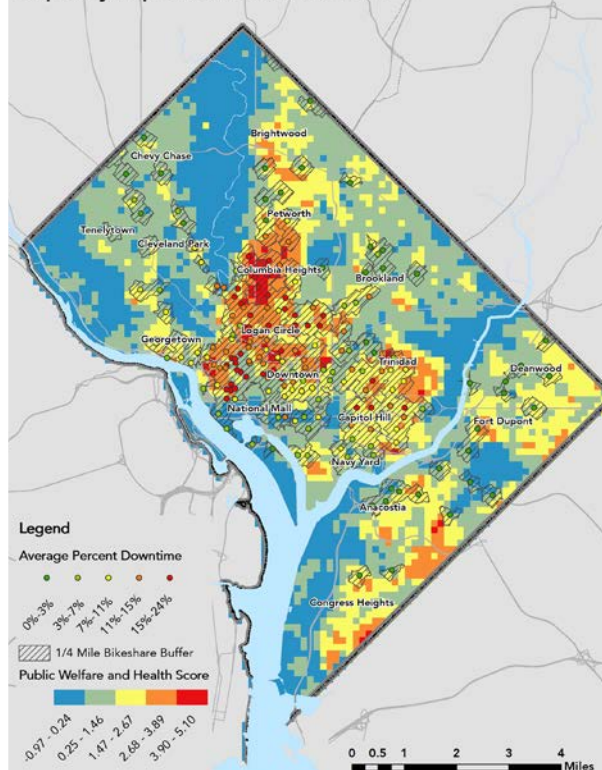 Brightwood
Chevy Chase
Petworth
Tenelytown
Cleveland Park
Columbia Heights
Brookland
Logan Circle
Georgetown
Trinidad
Deanwood
Downtown
National Mall
Capitol Hill
Fort Dupont
Navy Yard
Anacostia
Congress Heights
Legend
Average Percent Downtime
0%-3%
3%-7%
7%-11%
11%-15%
15%-24%
1/4 Mile Bikeshare Buffer
Public Welfare and Health Score
-0.97 - 0.24
0.25 - 1.46
1.47 - 2.67
2.68 - 3.89
3.90 - 5.10
0 0.5 1 2 3 4
Miles